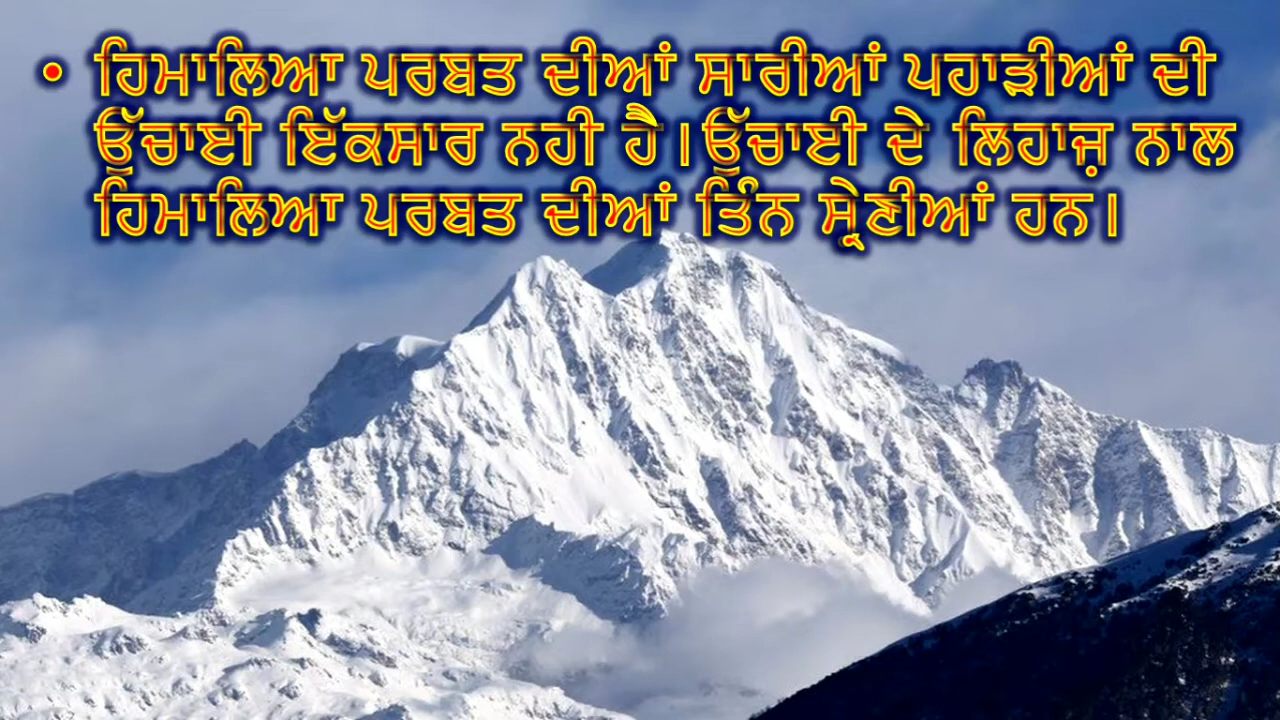 • ਹਿਮਾਲਿਆ ਪਰਬਤ ਦੀਆਂ ਸਾਰੀਆਂ ਪਹਾੜੀਆਂ ਦੀ
ਉੱਚਾਈ ਇੱਕਸਾਰ ਨਹੀ ਹੈ।ਉੱਚਾਈ ਦੇ ਲਿਹਾਜ਼ ਨਾਲ
ਹਿਮਾਲਿਆ ਪਰਬਤ ਦੀਆਂ ਤਿੰਨ ਸ੍ਰੇਣੀਆਂ ਹਨ।